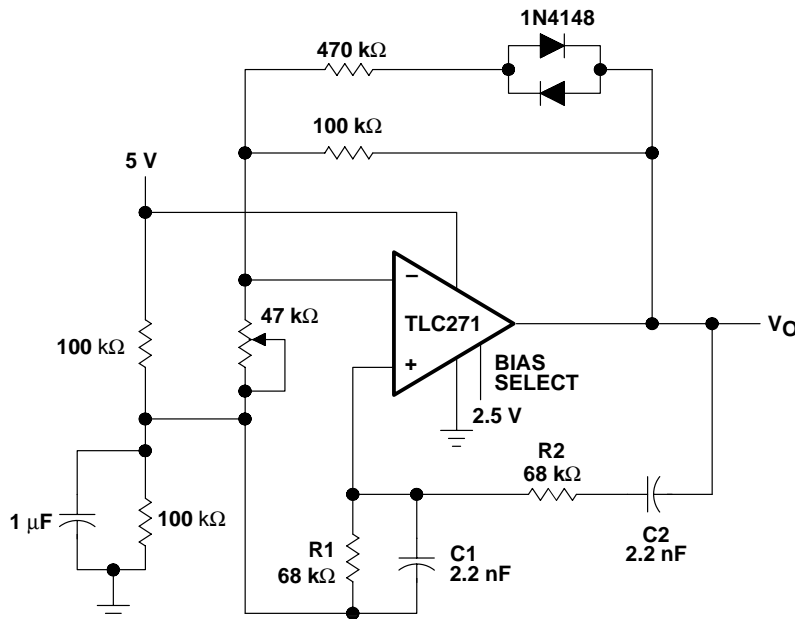 1N4148
470 kΩ
100 kΩ
5 V
−
47 kΩ
TLC271
VO
100 kΩ
+
BIAS
SELECT
2.5 V
R2
68 kΩ
1 μF
100 kΩ
R1
68 kΩ
C1
2.2 nF
C2
2.2 nF